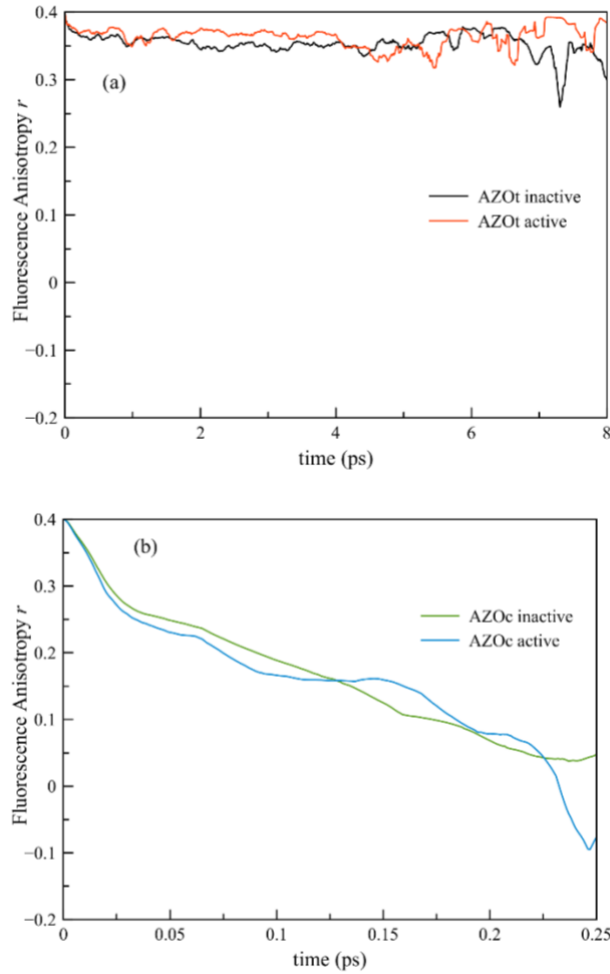 0.4
0.3
0.2
0.1
0
−0.1
−0.2
Fluorescence Anisotropy r
(a)
AZOt inactive
AZOt active
0
2
4
6
8
time (ps)
0.4
0.3
0.2
0.1
0
−0.1
−0.2
Fluorescence Anisotropy r
(b)
AZOc inactive
AZOc active
0
0.05
0.1
0.15
0.2
0.25
time (ps)